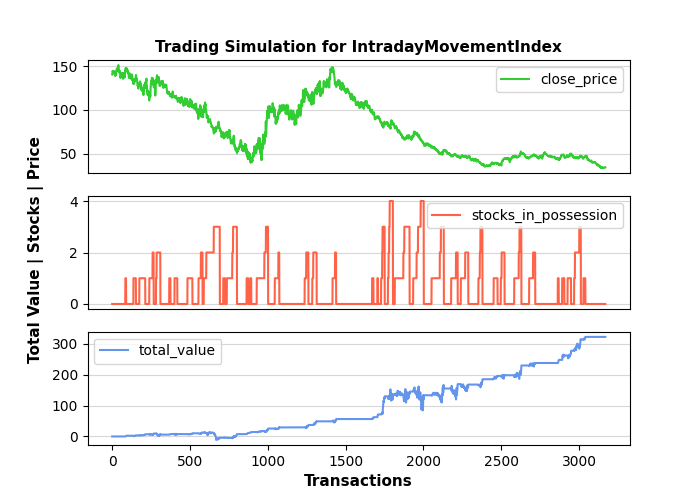 Trading Simulation for IntradayMovementIndex
150
100
50
close_price
4
2
0
stocks_in_possession
300
200
100
0
total_value
0 500 1000 1500 2000 2500 3000
Transactions
Total Value | Stocks | Price